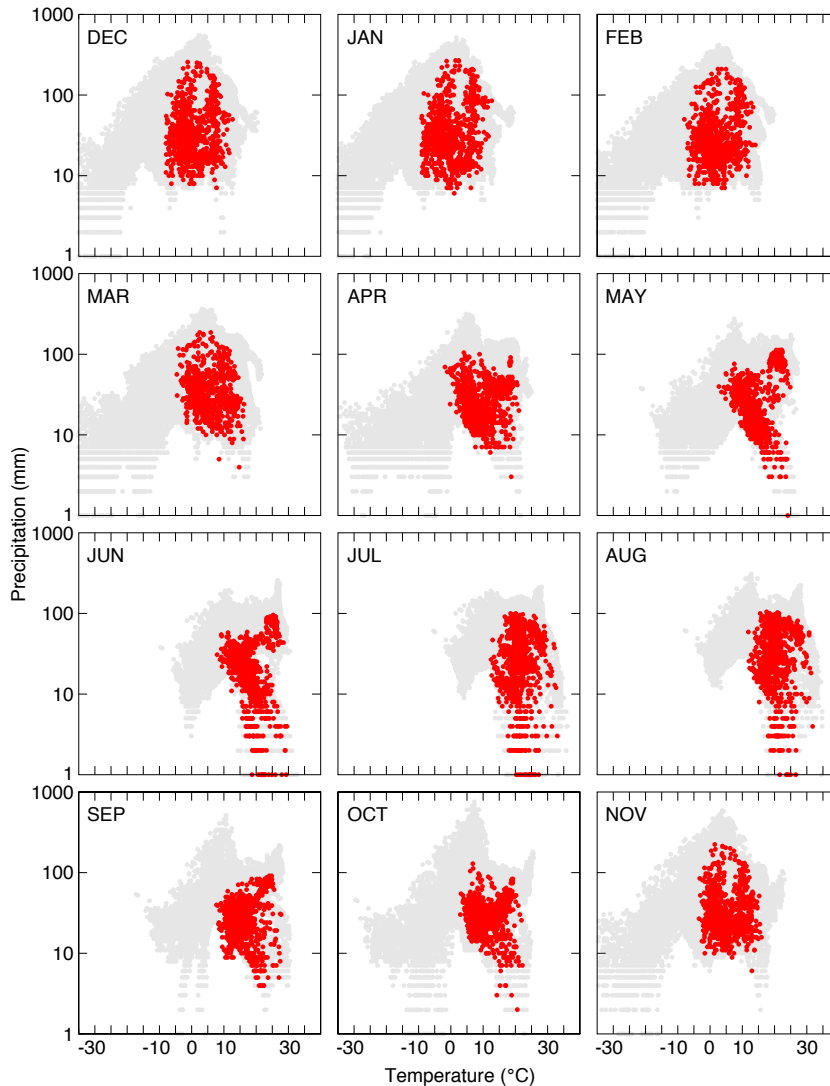 1000
DEC
JAN
FEB
100
10
1
1000
MAR
APR
MAY
100
10
1
Precipitation (mm)
1000
JUN
JUL
AUG
100
10
1
1000
SEP
OCT
NOV
100
10
1
-30 -10 0 10 30 -30 -10 0 10 30 -30 -10 0 10 30
Temperature (°C)